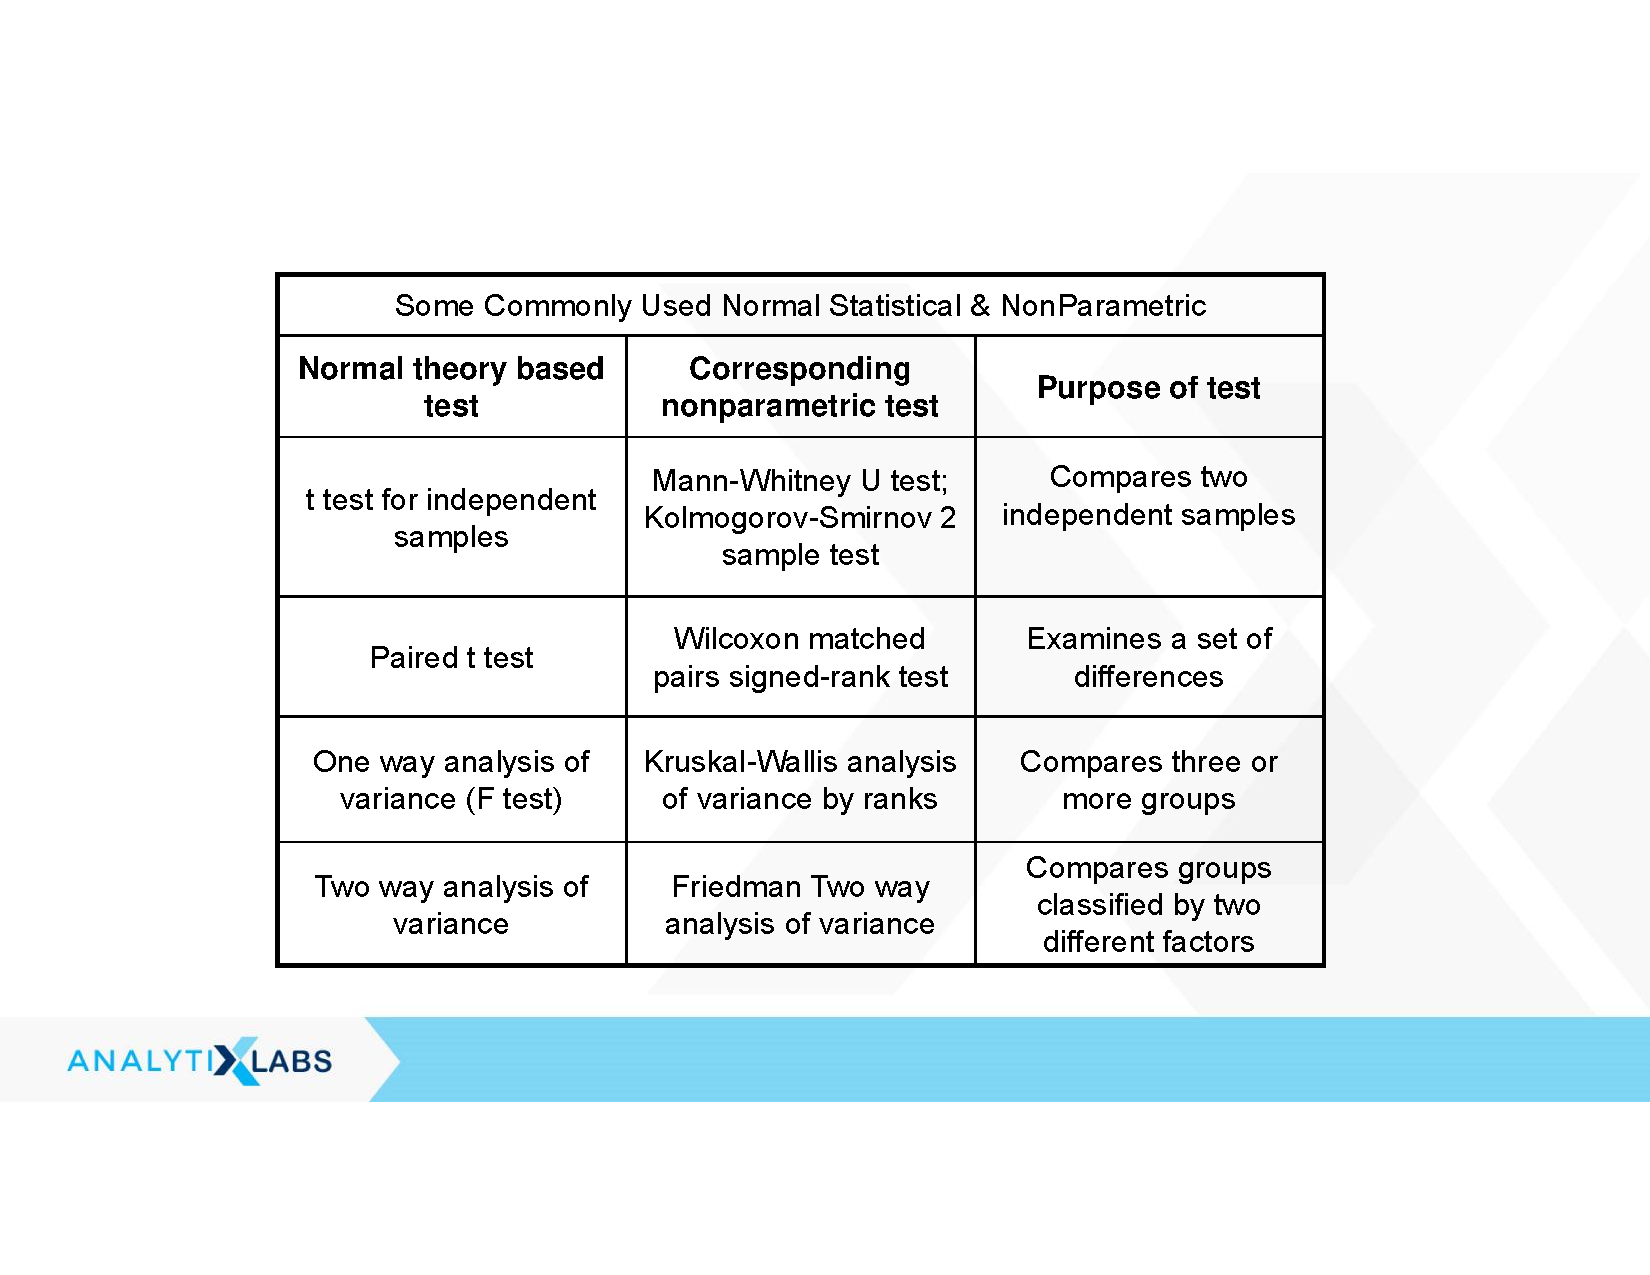 Some Commonly Used Normal Statistical & NonParametric
Normal theory based
test
Corresponding
nonparametric test
Purpose of test
t test for independent
samples
Mann-Whitney U test;
Kolmogorov-Smirnov 2
sample test
Compares two
independent samples
Paired t test
Wilcoxon matched
pairs signed-rank test
Examines a set of
differences
One way analysis of
variance (F test)
Kruskal-Wallis analysis
of variance by ranks
Compares three or
more groups
Two way analysis of
variance
Friedman Two way
analysis of variance
Compares groups
classified by two
different factors
ANALYTIXLABS